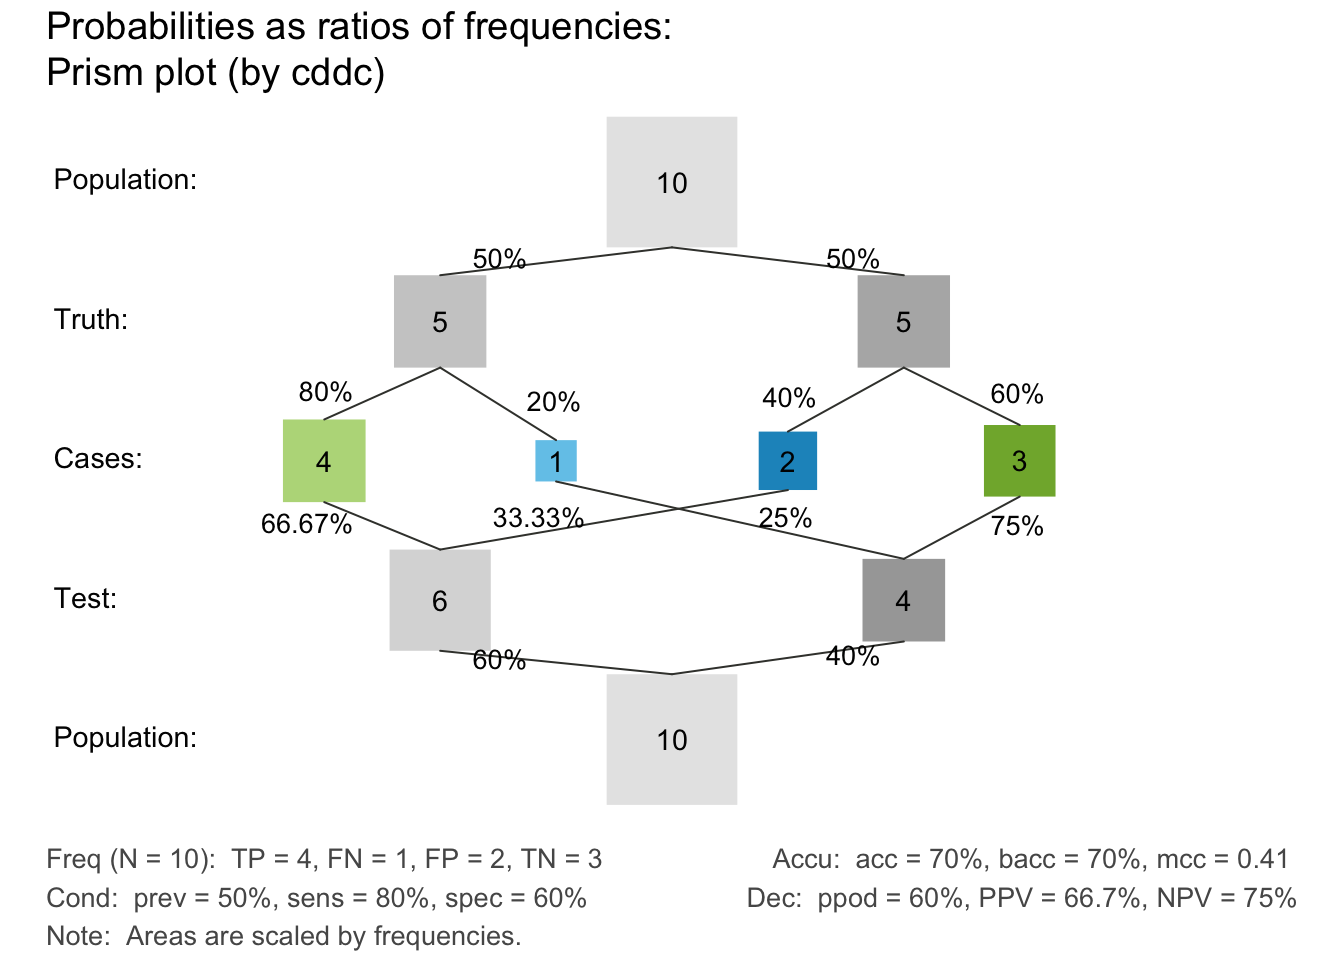 Probabilities as ratios of frequencies:
Prism plot (by cddc)
Population:
10
50%
50%
Truth:
5
5
80%
20%
40%
60%
Cases:
4
1
2
3
66.67%
33.33%
25%
75%
Test:
6
4
60%
40%
Population:
10
Freq (N = 10):  TP = 4, FN = 1, FP = 2, TN = 3
Accu:  acc = 70%, bacc = 70%, mcc = 0.41
Cond:  prev = 50%, sens = 80%, spec = 60%
Dec:  ppod = 60%, PPV = 66.7%, NPV = 75%
Note:  Areas are scaled by frequencies.